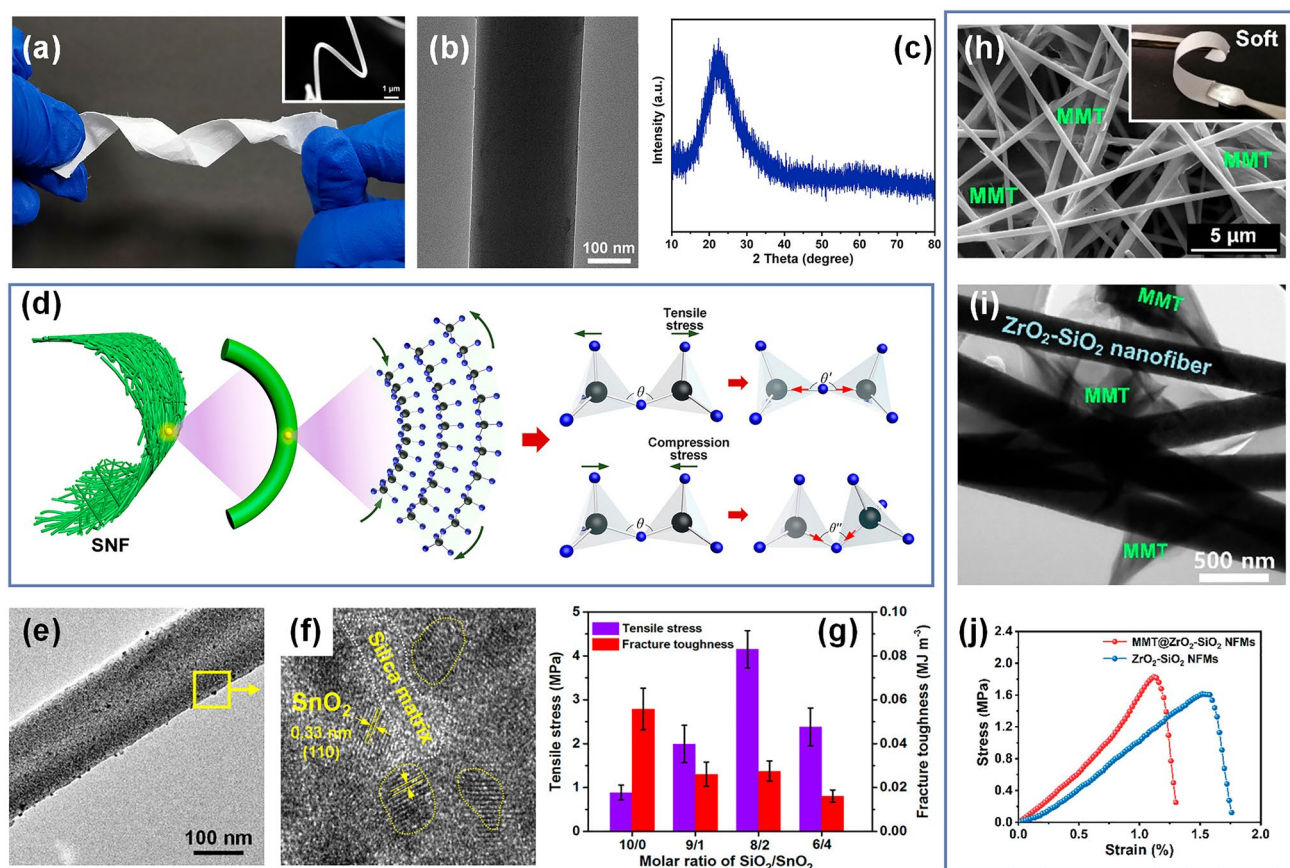 (a)
1 µm
(b)
100 nm
(c)
Intensity (a.u.)
10 20 30 40 50 60 70 80
2 Theta (degree)
(d)
SNF
Tensile
stress
θ
θ′
Compression
stress
θ
θ″
(e)
100 nm
(f)
Silica matrix
SnO₂
0.33 nm
(110)
(g)
Tensile stress
Fracture toughness
Tensile stress (MPa)
5
4
3
2
1
0
Fracture toughness (MJ m⁻³)
0.10
0.08
0.06
0.04
0.02
0.00
10/0 9/1 8/2 6/4
Molar ratio of SiO₂/SnO₂
(h)
Soft
MMT
MMT
MMT
5 µm
(i)
MMT
ZrO₂-SiO₂ nanofiber
MMT
MMT
500 nm
(j)
MMT@ZrO₂-SiO₂ NFMs
ZrO₂-SiO₂ NFMs
Stress (MPa)
2.4
2.0
1.6
1.2
0.8
0.4
0.0
0.0 0.5 1.0 1.5 2.0
Strain (%)